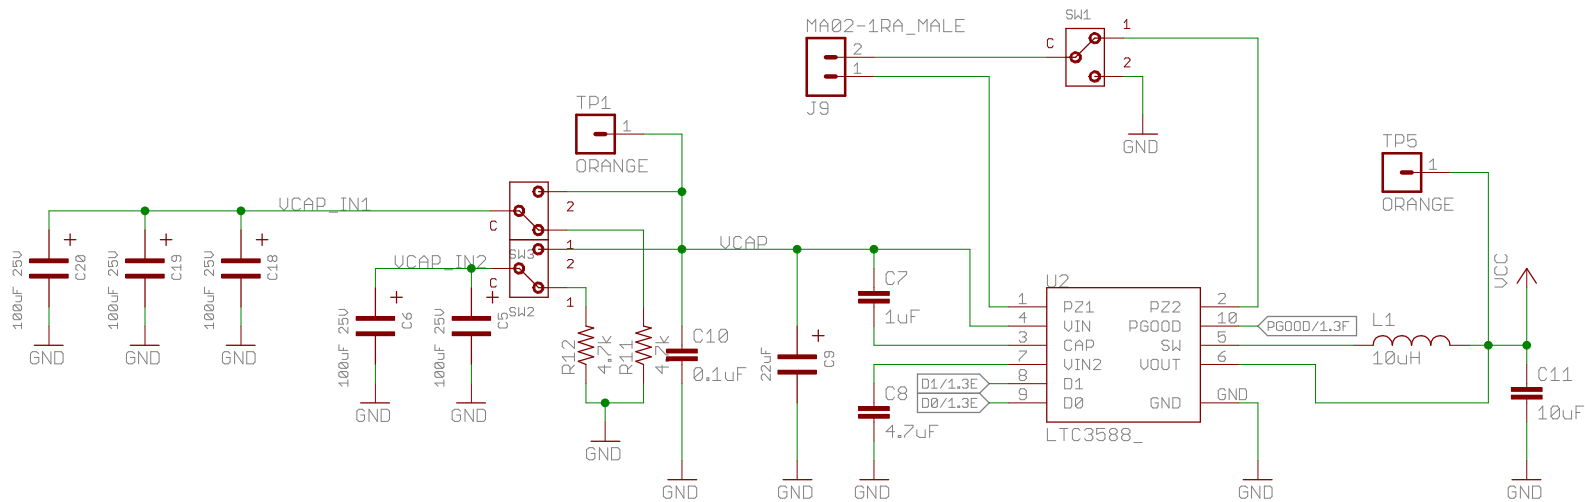 MA02-1RA_MALE
2
1
J9
SW1
C
1
2
GND
TP1
1
ORANGE
TP5
1
ORANGE
VCAP_IN1
C
2
1
SW3
VCAP_IN2
C
2
1
SW2
VCAP
100uF 25V
C20
GND
100uF 25V
C19
GND
100uF 25V
C18
GND
100uF 25V
C6
GND
100uF 25V
C5
GND
R12
4.7k
R11
4.7k
GND
C10
0.1uF
GND
22uF
C9
GND
C7
1uF
C8
4.7uF
GND
D1/1.3E
D0/1.3E
U2
1 PZ1 PZ2 2
4 VIN PGOOD 10
3 CAP SW 5
7 VIN2 VOUT 6
8 D1
9 D0 GND GND
LTC3588_
GND
PGOOD/1.3F
L1
10uH
VCC
C11
10uF
GND